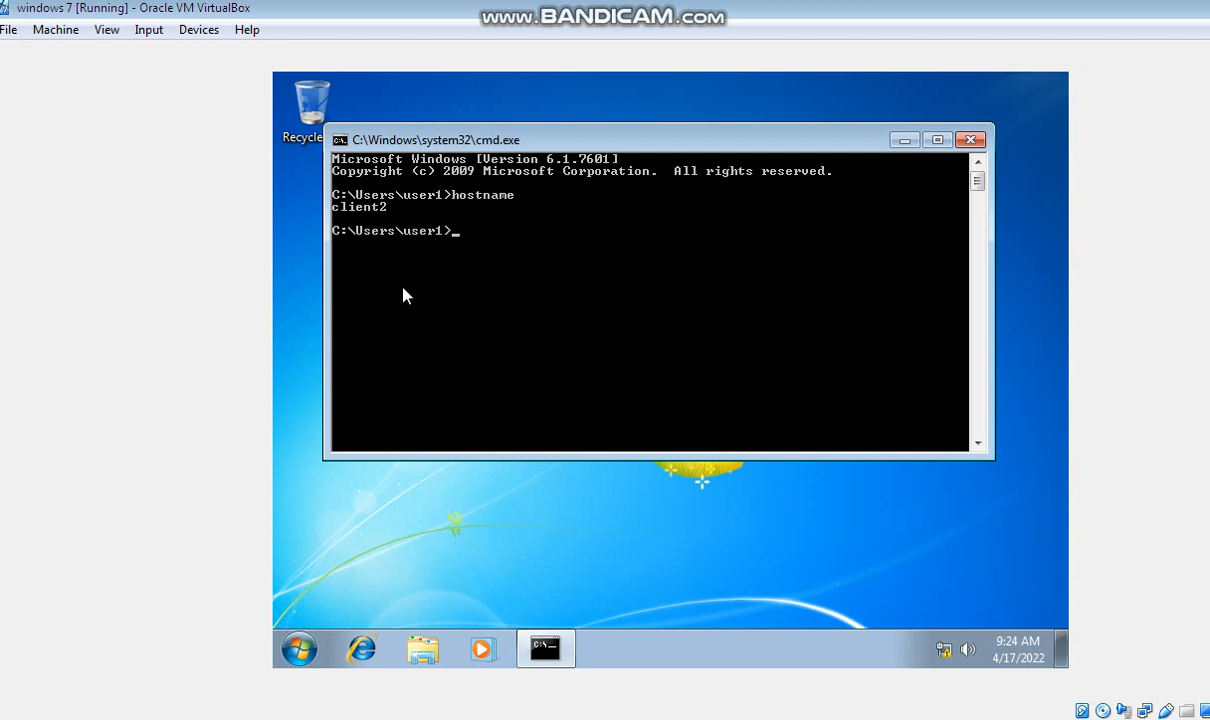 windows 7 [Running] - Oracle VM VirtualBox
www.BANDICAM.com
File Machine View Input Devices Help
Recycle
C:\Windows\system32\cmd.exe
Microsoft Windows [Version 6.1.7601]
Copyright (c) 2009 Microsoft Corporation.  All rights reserved.
C:\Users\user1>hostname
client2
C:\Users\user1>_
9:24 AM
4/17/2022